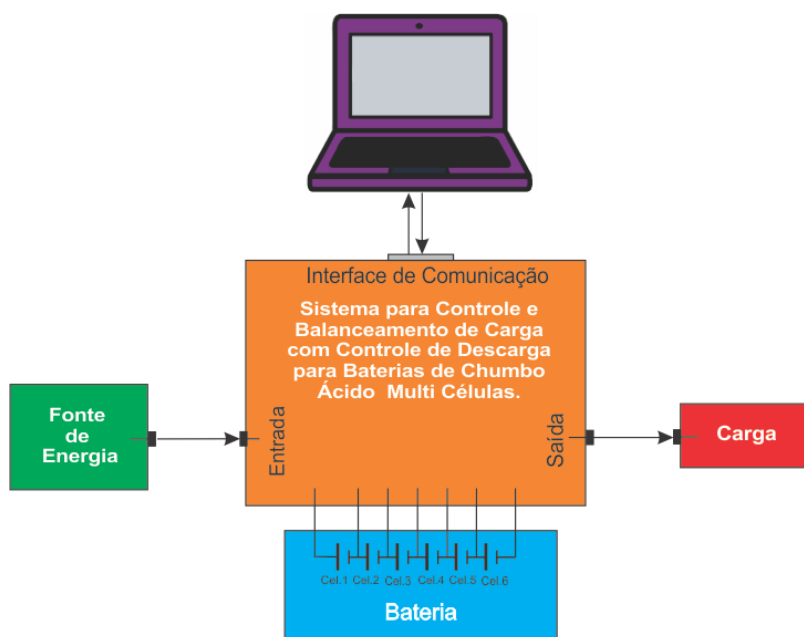 Interface de Comunicação
Sistema para Controle e
Balanceamento de Carga
com Controle de Descarga
para Baterias de Chumbo
Ácido Multi Células.
Fonte
de
Energia
Entrada
Saída
Carga
Cel.1 Cel.2 Cel.3 Cel.4 Cel.5 Cel.6
Bateria